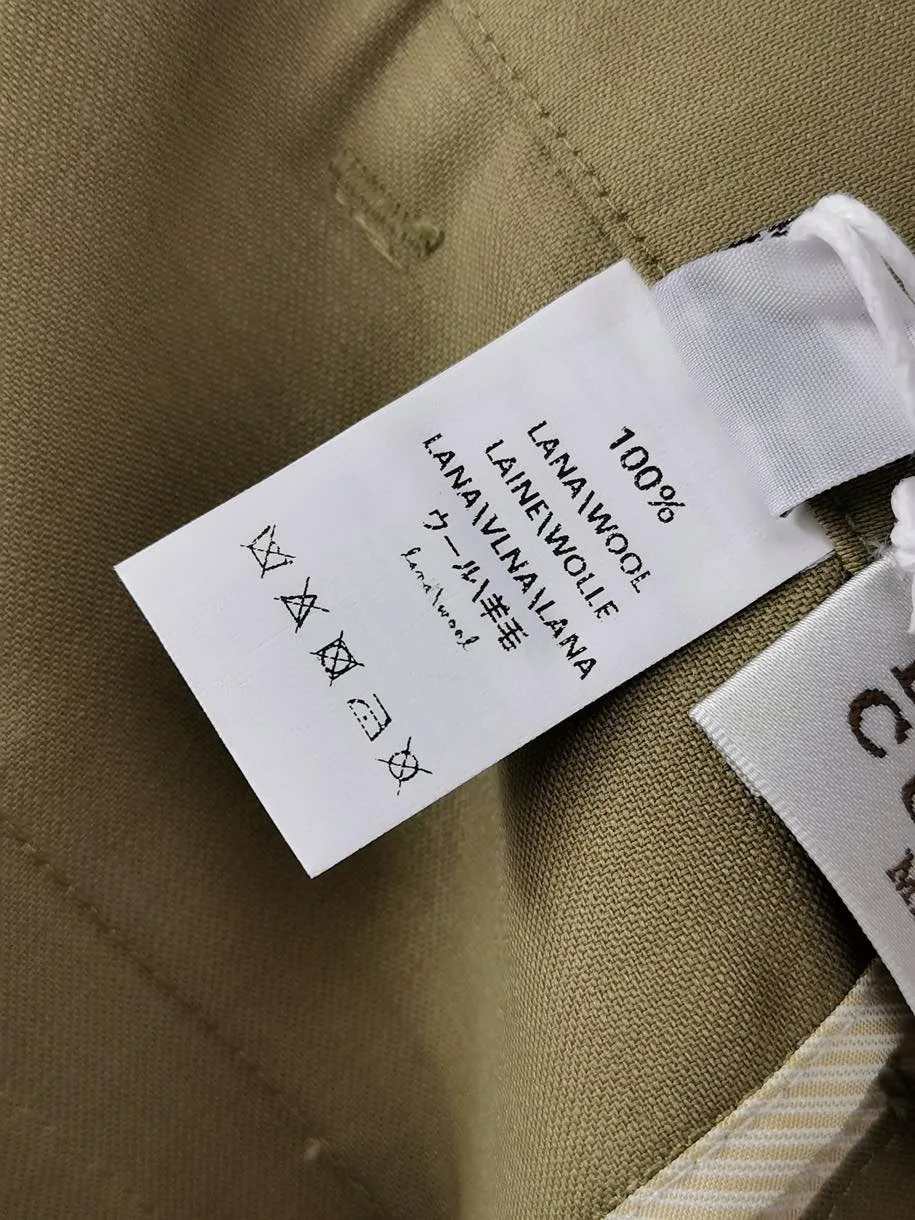 100%
LANA\WOOL
LAINE\WOLLE
LANA\VLNA\LANA
ウール\羊毛
lana\wool
C